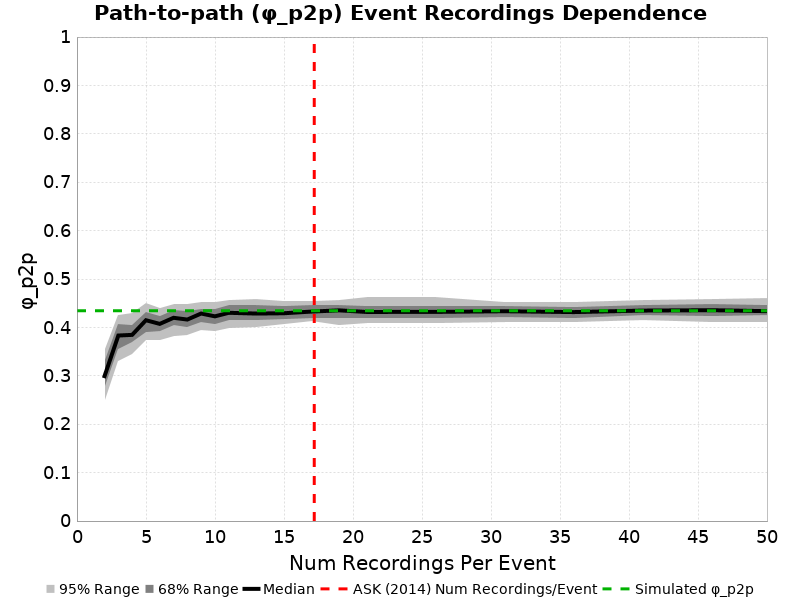 Path-to-path (φ_p2p) Event Recordings Dependence
1
0.9
0.8
0.7
0.6
0.5
0.4
0.3
0.2
0.1
0
φ_p2p
0 5 10 15 20 25 30 35 40 45 50
Num Recordings Per Event
95% Range 68% Range Median ASK (2014) Num Recordings/Event Simulated φ_p2p